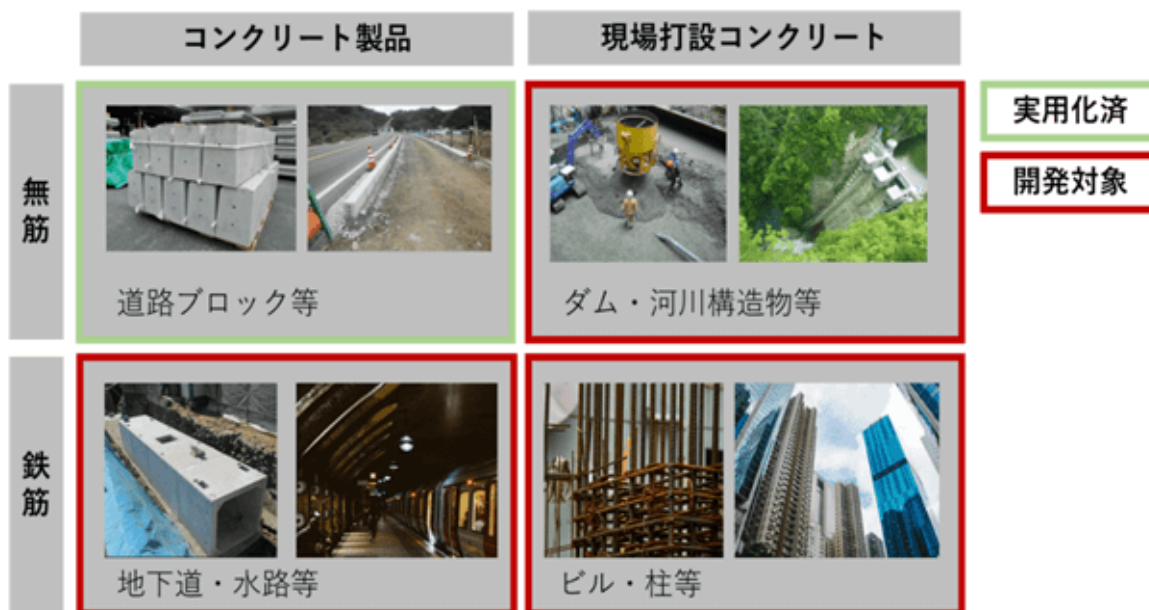 コンクリート製品
現場打設コンクリート
実用化済
開発対象
無筋
道路ブロック等
ダム・河川構造物等
鉄筋
地下道・水路等
ビル・柱等